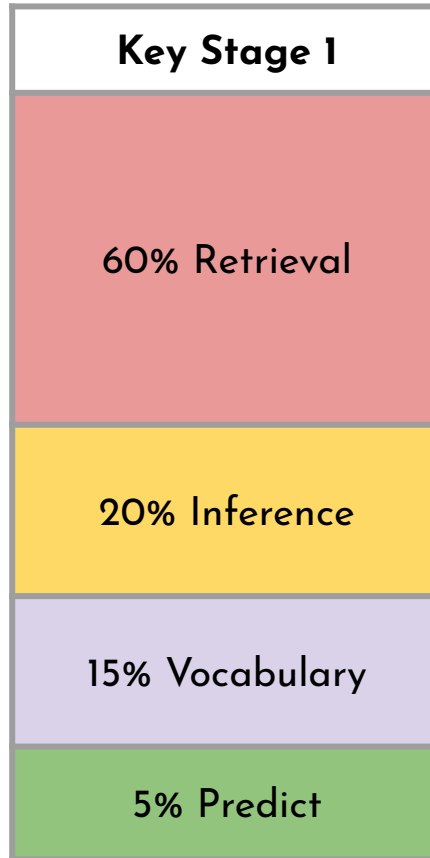 Key Stage 1
60% Retrieval
20% Inference
15% Vocabulary
5% Predict